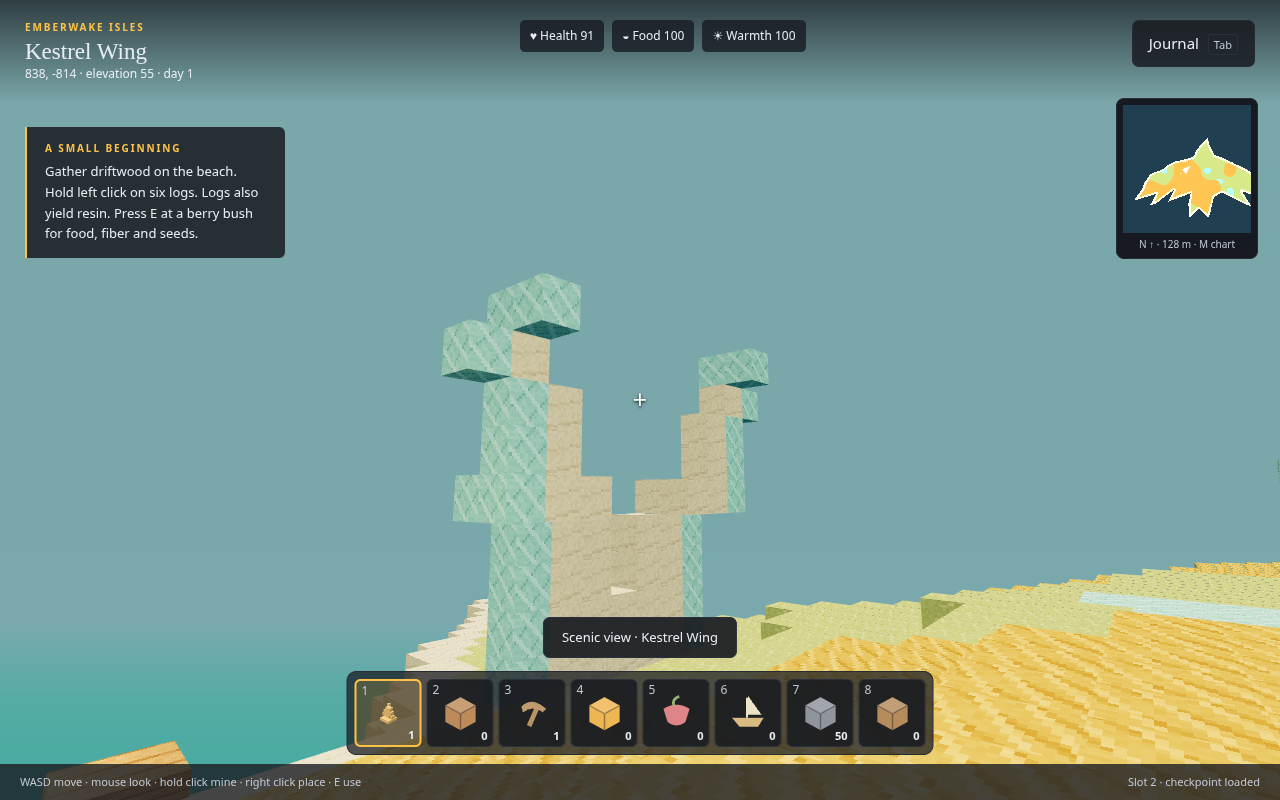 EMBERWAKE ISLES
Kestrel Wing
838, -814 · elevation 55 · day 1
♥ Health 91
Food 100
☀ Warmth 100
Journal Tab
A SMALL BEGINNING
Gather driftwood on the beach.
Hold left click on six logs. Logs also
yield resin. Press E at a berry bush
for food, fiber and seeds.
N ↑ · 128 m · M chart
Scenic view · Kestrel Wing
1 2 3 4 5 6 7 8
1 0 1 0 0 0 50 0
WASD move · mouse look · hold click mine · right click place · E use
Slot 2 · checkpoint loaded